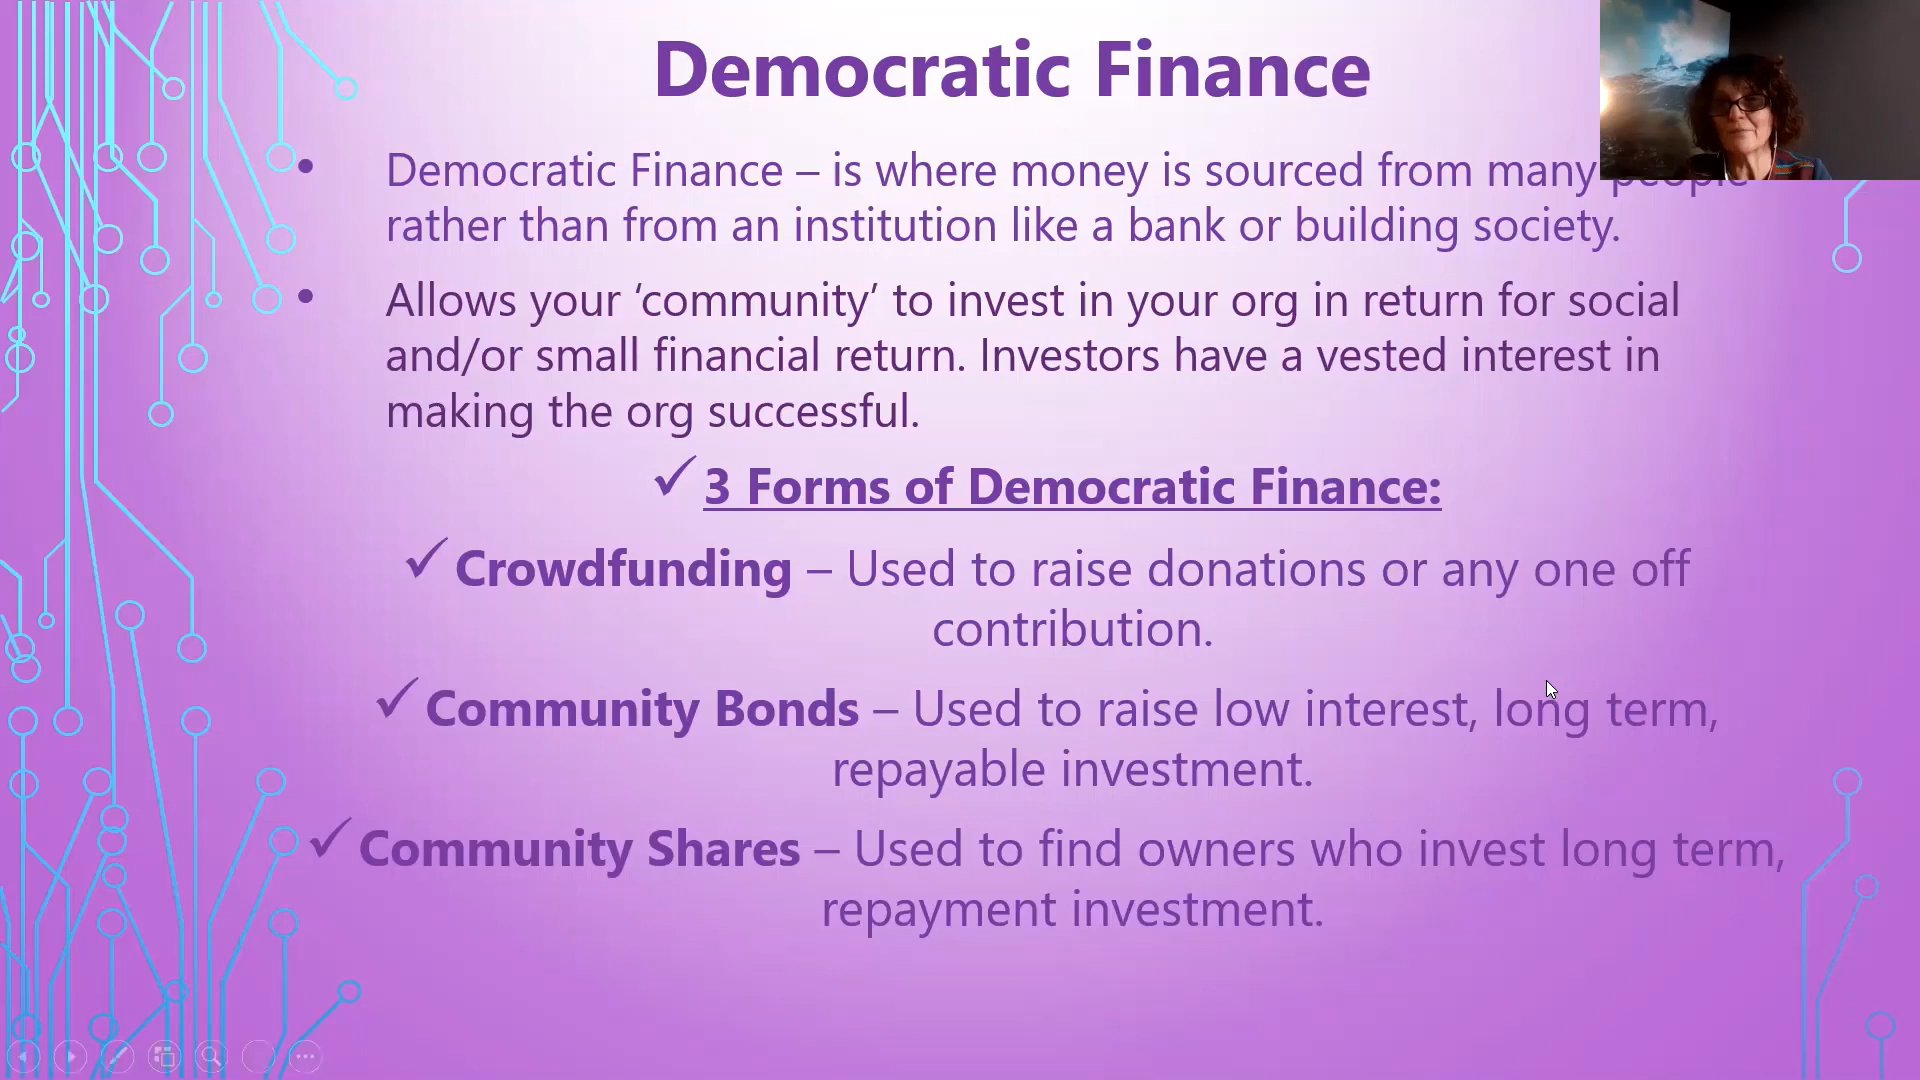 Democratic Finance
• Democratic Finance – is where money is sourced from many people
rather than from an institution like a bank or building society.
• Allows your ‘community’ to invest in your org in return for social
and/or small financial return. Investors have a vested interest in
making the org successful.
✓ 3 Forms of Democratic Finance:
✓ Crowdfunding – Used to raise donations or any one off
contribution.
✓ Community Bonds – Used to raise low interest, long term,
repayable investment.
✓ Community Shares – Used to find owners who invest long term,
repayment investment.